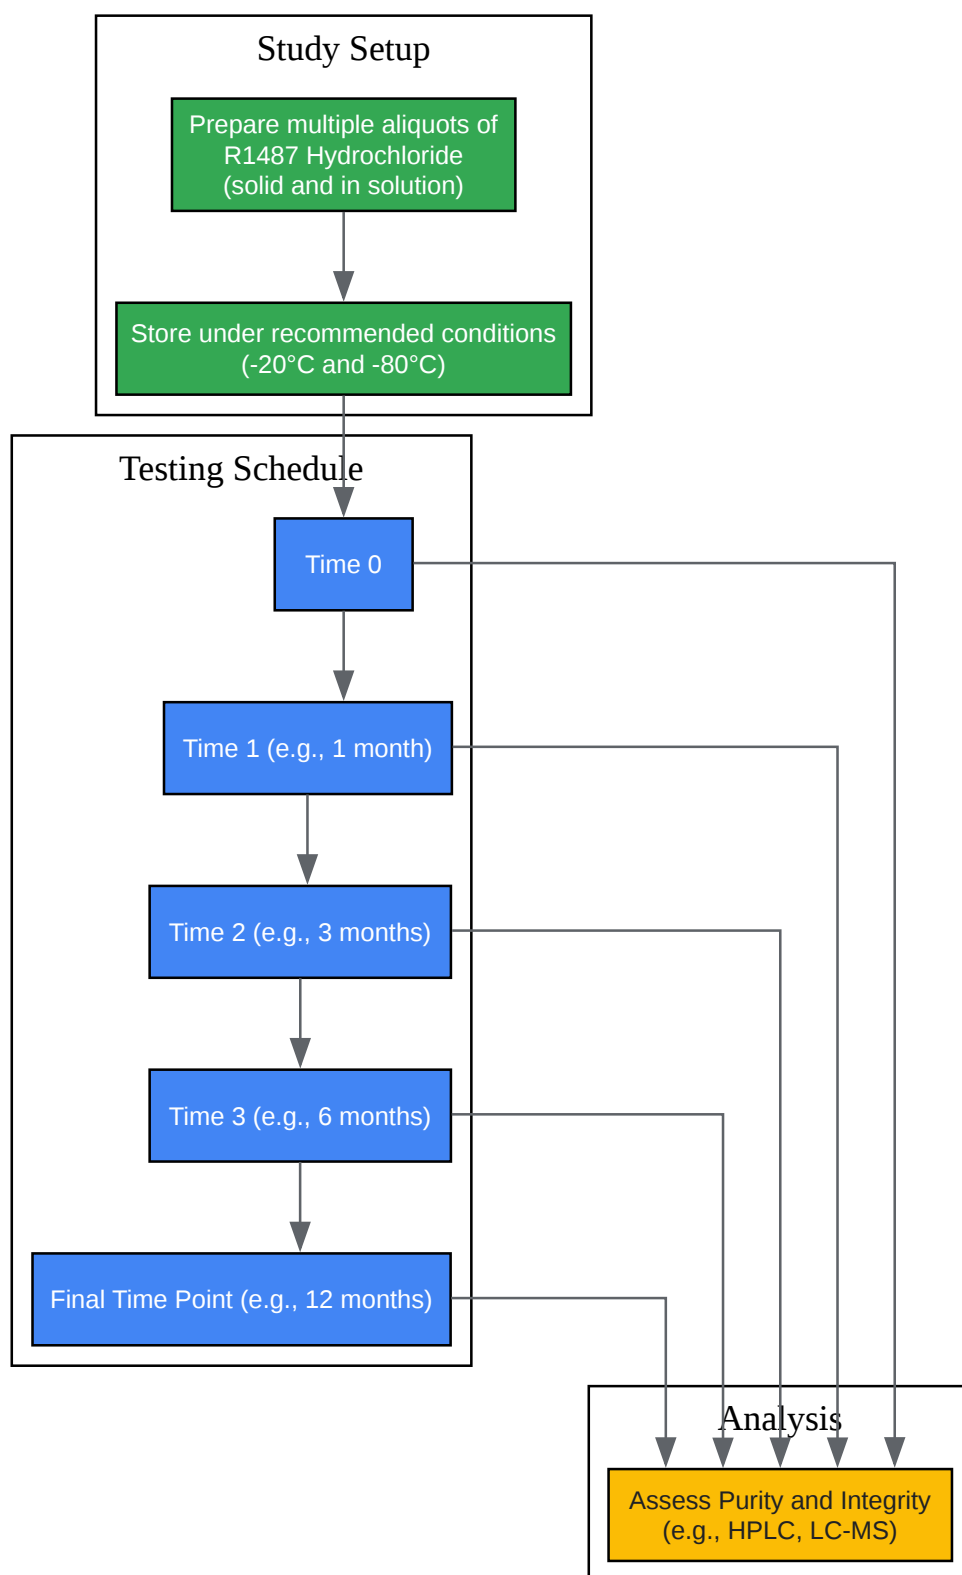 Study Setup
Prepare multiple aliquots of
R1487 Hydrochloride
(solid and in solution)
Store under recommended conditions
(-20°C and -80°C)
Testing Schedule
Time 0
Time 1 (e.g., 1 month)
Time 2 (e.g., 3 months)
Time 3 (e.g., 6 months)
Final Time Point (e.g., 12 months)
Analysis
Assess Purity and Integrity
(e.g., HPLC, LC-MS)